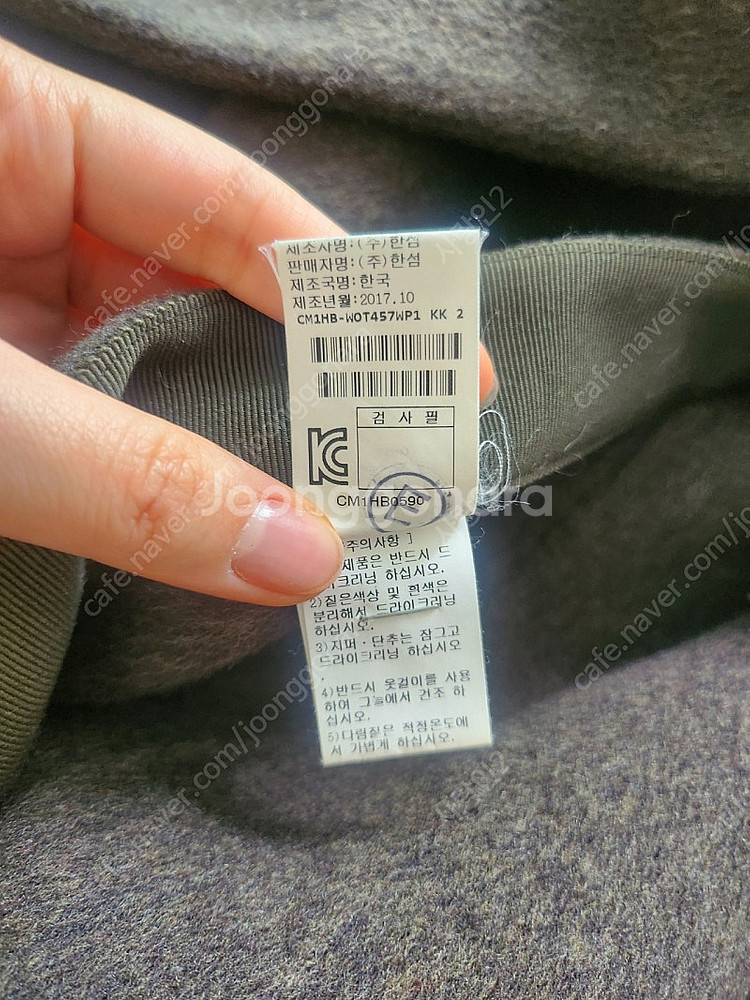 제조사명:(주)한섬
판매자명:(주)한섬
제조국명:한국
제조년월:2017.10
CM1HB-WOT457WP1 KK 2
검 사 필
CM1HB0590
주의사항 ]
제품은 반드시 드
크리닝 하십시오.
2)짙은색상 및 흰색은
분리해서 드라이크리닝
하십시오.
3)지퍼·단추는 잠그고
드라이크리닝 하십시오
.
4)반드시 옷걸이를 사용
하여 그늘에서 건조 하
십시오.
5)다림질은 적정온도에
서 가볍게 하십시오.
Joonggonara
cafe.naver.com/joonggonara